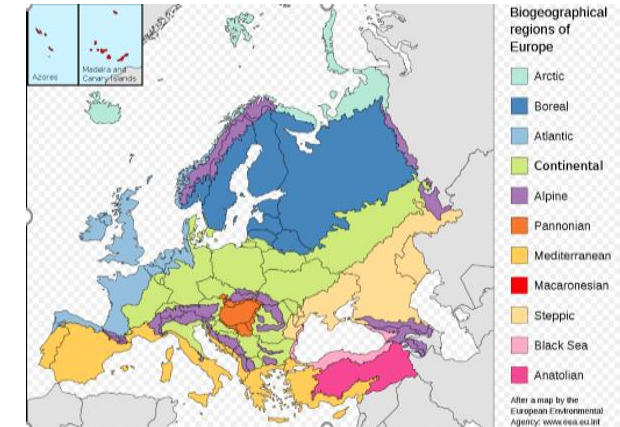 Azores
Madeira and
Canary Islands
Biogeographical
regions of
Europe
Arctic
Boreal
Atlantic
Continental
Alpine
Pannonian
Mediterranean
Macaronesian
Steppic
Black Sea
Anatolian
After a map by the
European Environmental
Agency: www.eea.eu.int